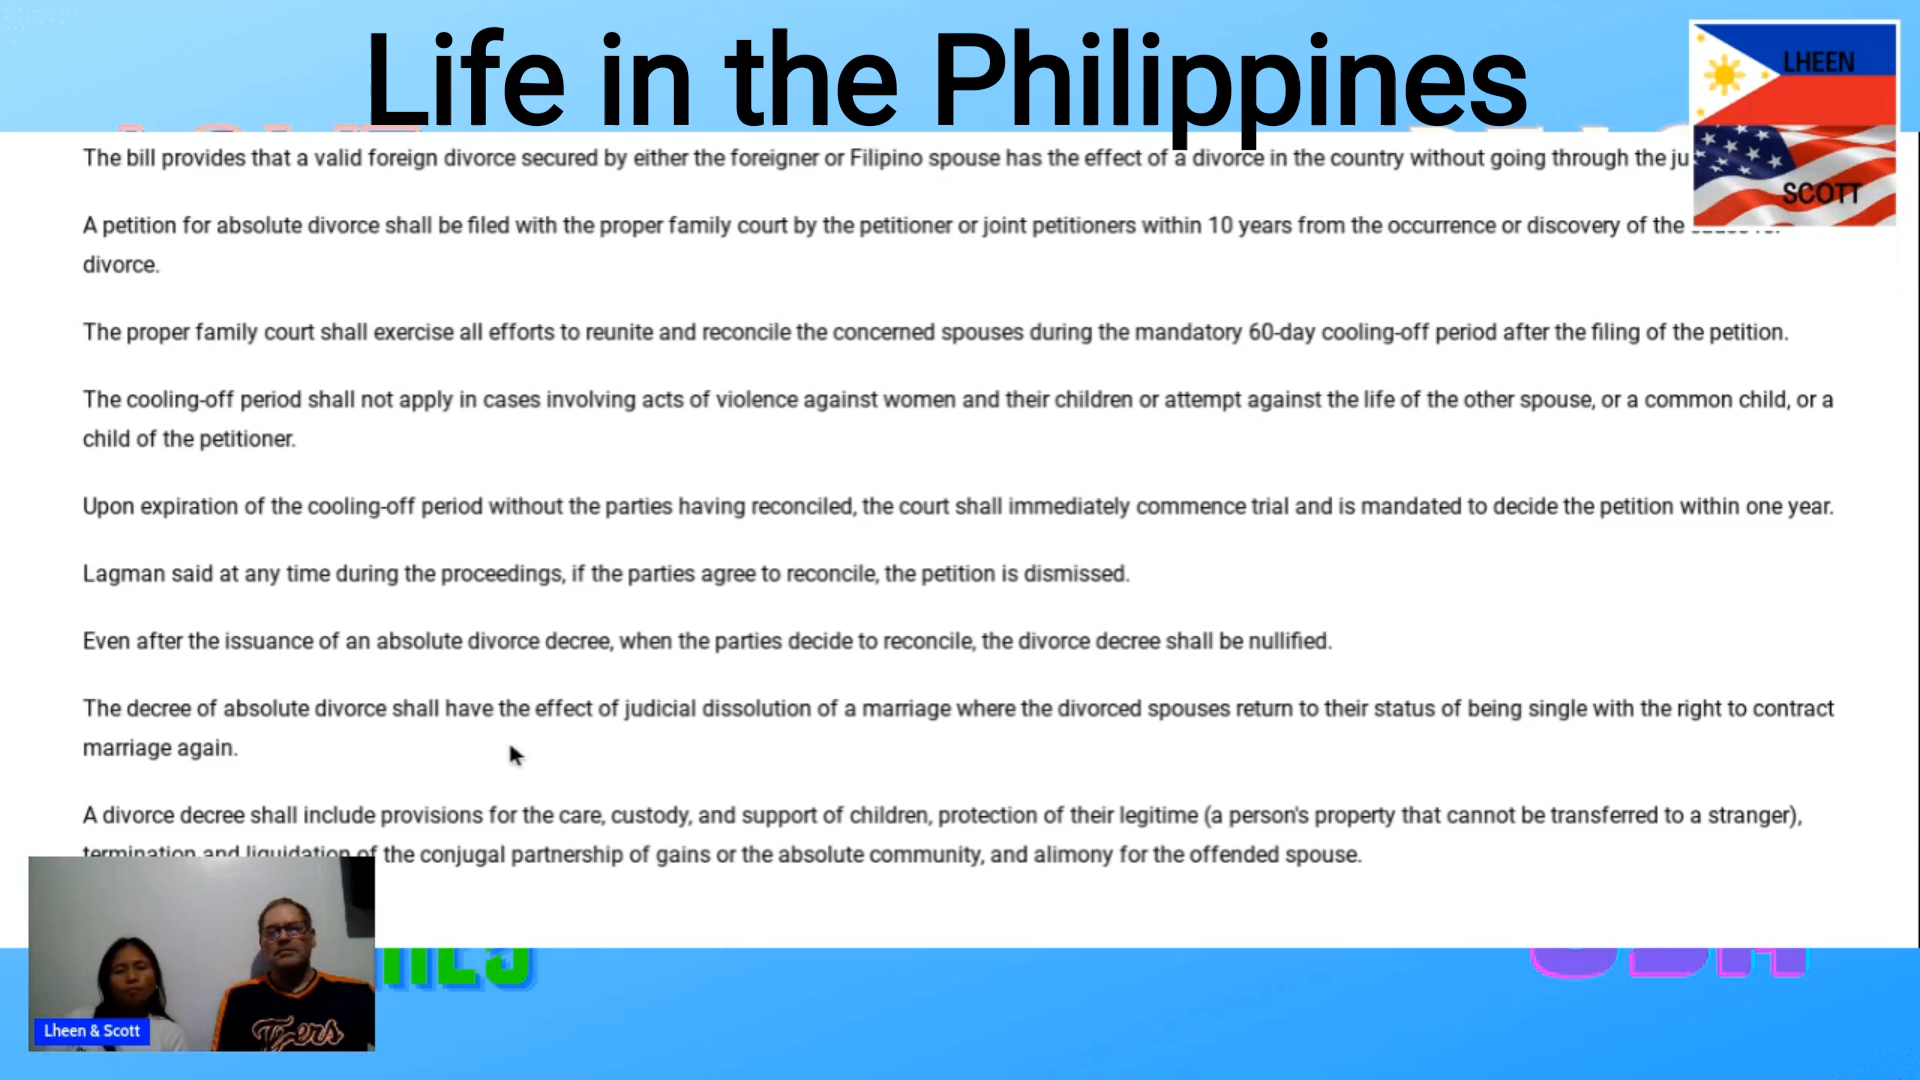 Life in the Philippines
LHEEN
SCOTT
The bill provides that a valid foreign divorce secured by either the foreigner or Filipino spouse has the effect of a divorce in the country without going through the ju
A petition for absolute divorce shall be filed with the proper family court by the petitioner or joint petitioners within 10 years from the occurrence or discovery of the
divorce.
The proper family court shall exercise all efforts to reunite and reconcile the concerned spouses during the mandatory 60-day cooling-off period after the filing of the petition.
The cooling-off period shall not apply in cases involving acts of violence against women and their children or attempt against the life of the other spouse, or a common child, or a
child of the petitioner.
Upon expiration of the cooling-off period without the parties having reconciled, the court shall immediately commence trial and is mandated to decide the petition within one year.
Lagman said at any time during the proceedings, if the parties agree to reconcile, the petition is dismissed.
Even after the issuance of an absolute divorce decree, when the parties decide to reconcile, the divorce decree shall be nullified.
The decree of absolute divorce shall have the effect of judicial dissolution of a marriage where the divorced spouses return to their status of being single with the right to contract
marriage again.
A divorce decree shall include provisions for the care, custody, and support of children, protection of their legitime (a person's property that cannot be transferred to a stranger),
termination and liquidation of the conjugal partnership of gains or the absolute community, and alimony for the offended spouse.
Tigers
Lheen & Scott